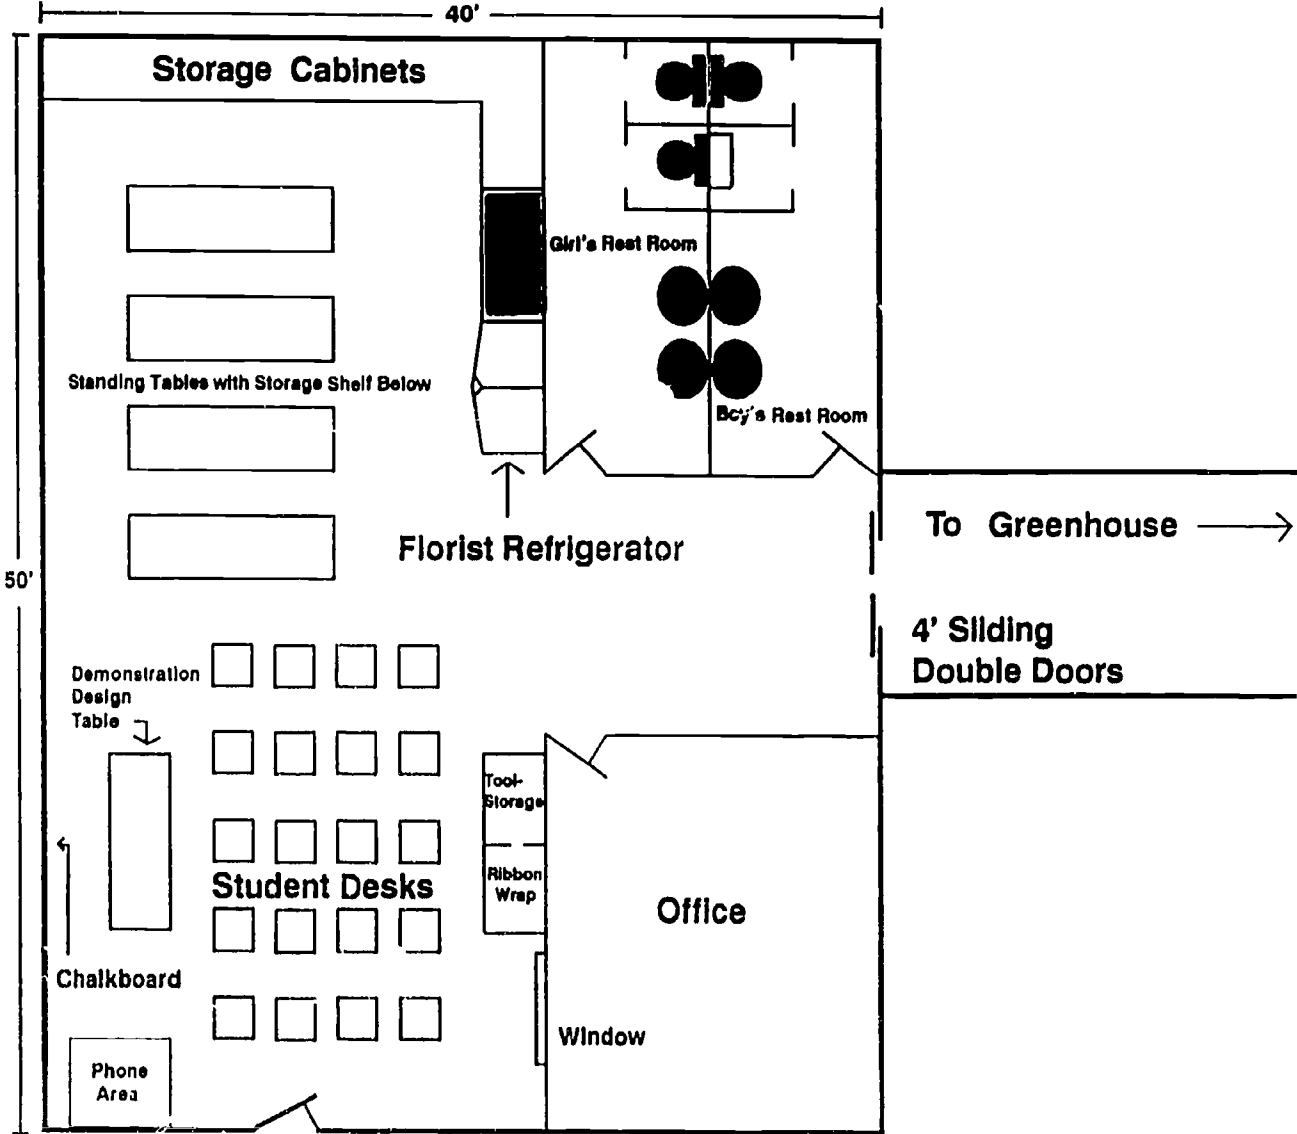 40'
Storage Cabinets
Girl's Rest Room
Standing Tables with Storage Shelf Below
Boy's Rest Room
To Greenhouse
Florist Refrigerator
50'
4' Sliding
Double Doors
Demonstration
Design
Table
Tool-
Storage
Ribbon
Wrap
Student Desks
Office
Chalkboard
Window
Phone
Area